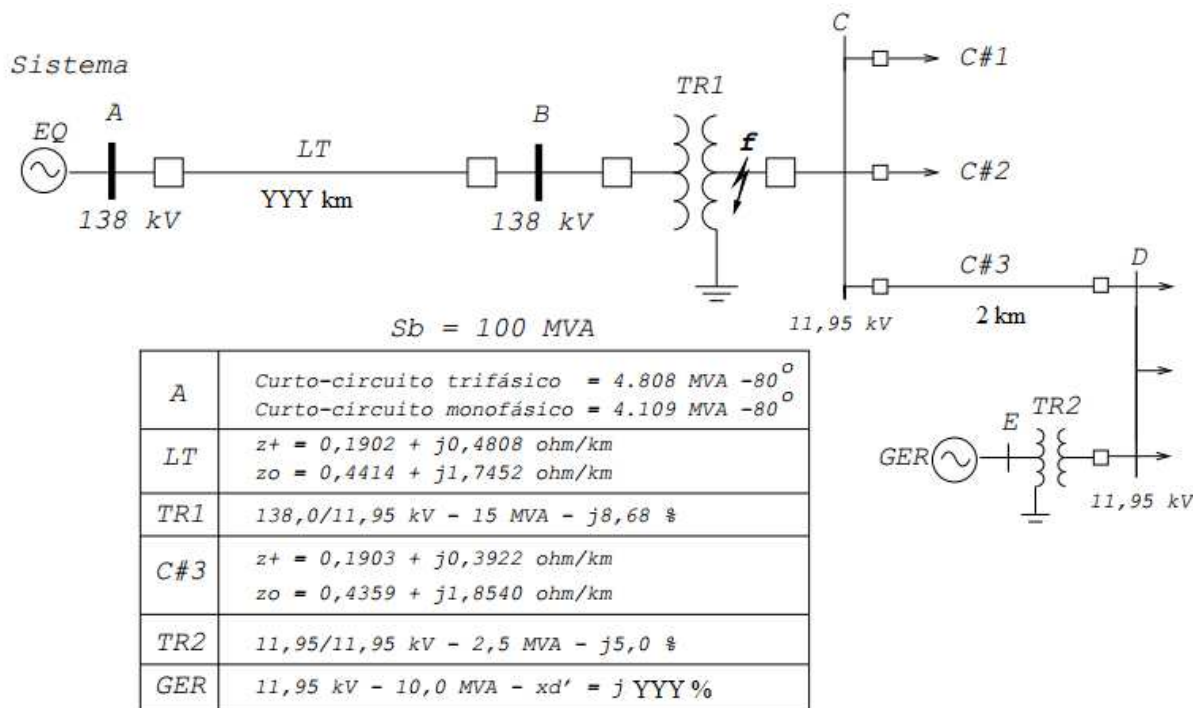 Sistema
EQ
A
138 kV
LT
YYY km
B
138 kV
TR1
f
C
C#1
C#2
C#3
2 km
11,95 kV
D
E
TR2
GER
11,95 kV
Sb = 100 MVA
A
Curto-circuito trifásico = 4.808 MVA -80°
Curto-circuito monofásico = 4.109 MVA -80°
LT
z+ = 0,1902 + j0,4808 ohm/km
zo = 0,4414 + j1,7452 ohm/km
TR1
138,0/11,95 kV - 15 MVA - j8,68 %
C#3
z+ = 0,1903 + j0,3922 ohm/km
zo = 0,4359 + j1,8540 ohm/km
TR2
11,95/11,95 kV - 2,5 MVA - j5,0 %
GER
11,95 kV - 10,0 MVA - xd' = j YYY %